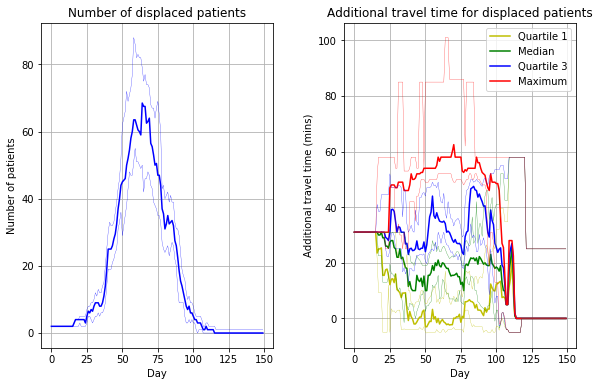 Number of displaced patients
Number of patients
80
60
40
20
0
0 25 50 75 100 125 150
Day
Additional travel time for displaced patients
Additional travel time (mins)
100
80
60
40
20
0
Quartile 1
Median
Quartile 3
Maximum
0 25 50 75 100 125 150
Day